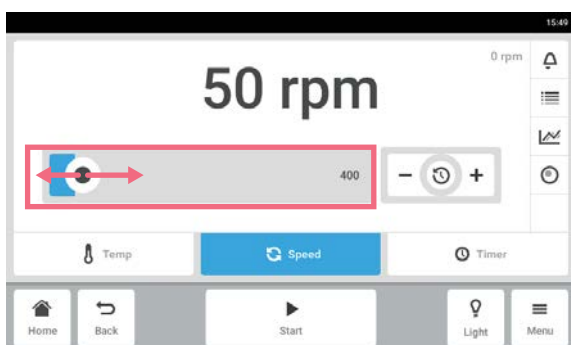 15:49
0 rpm
50 rpm
400
Temp
Speed
Timer
Home
Back
Start
Light
Menu